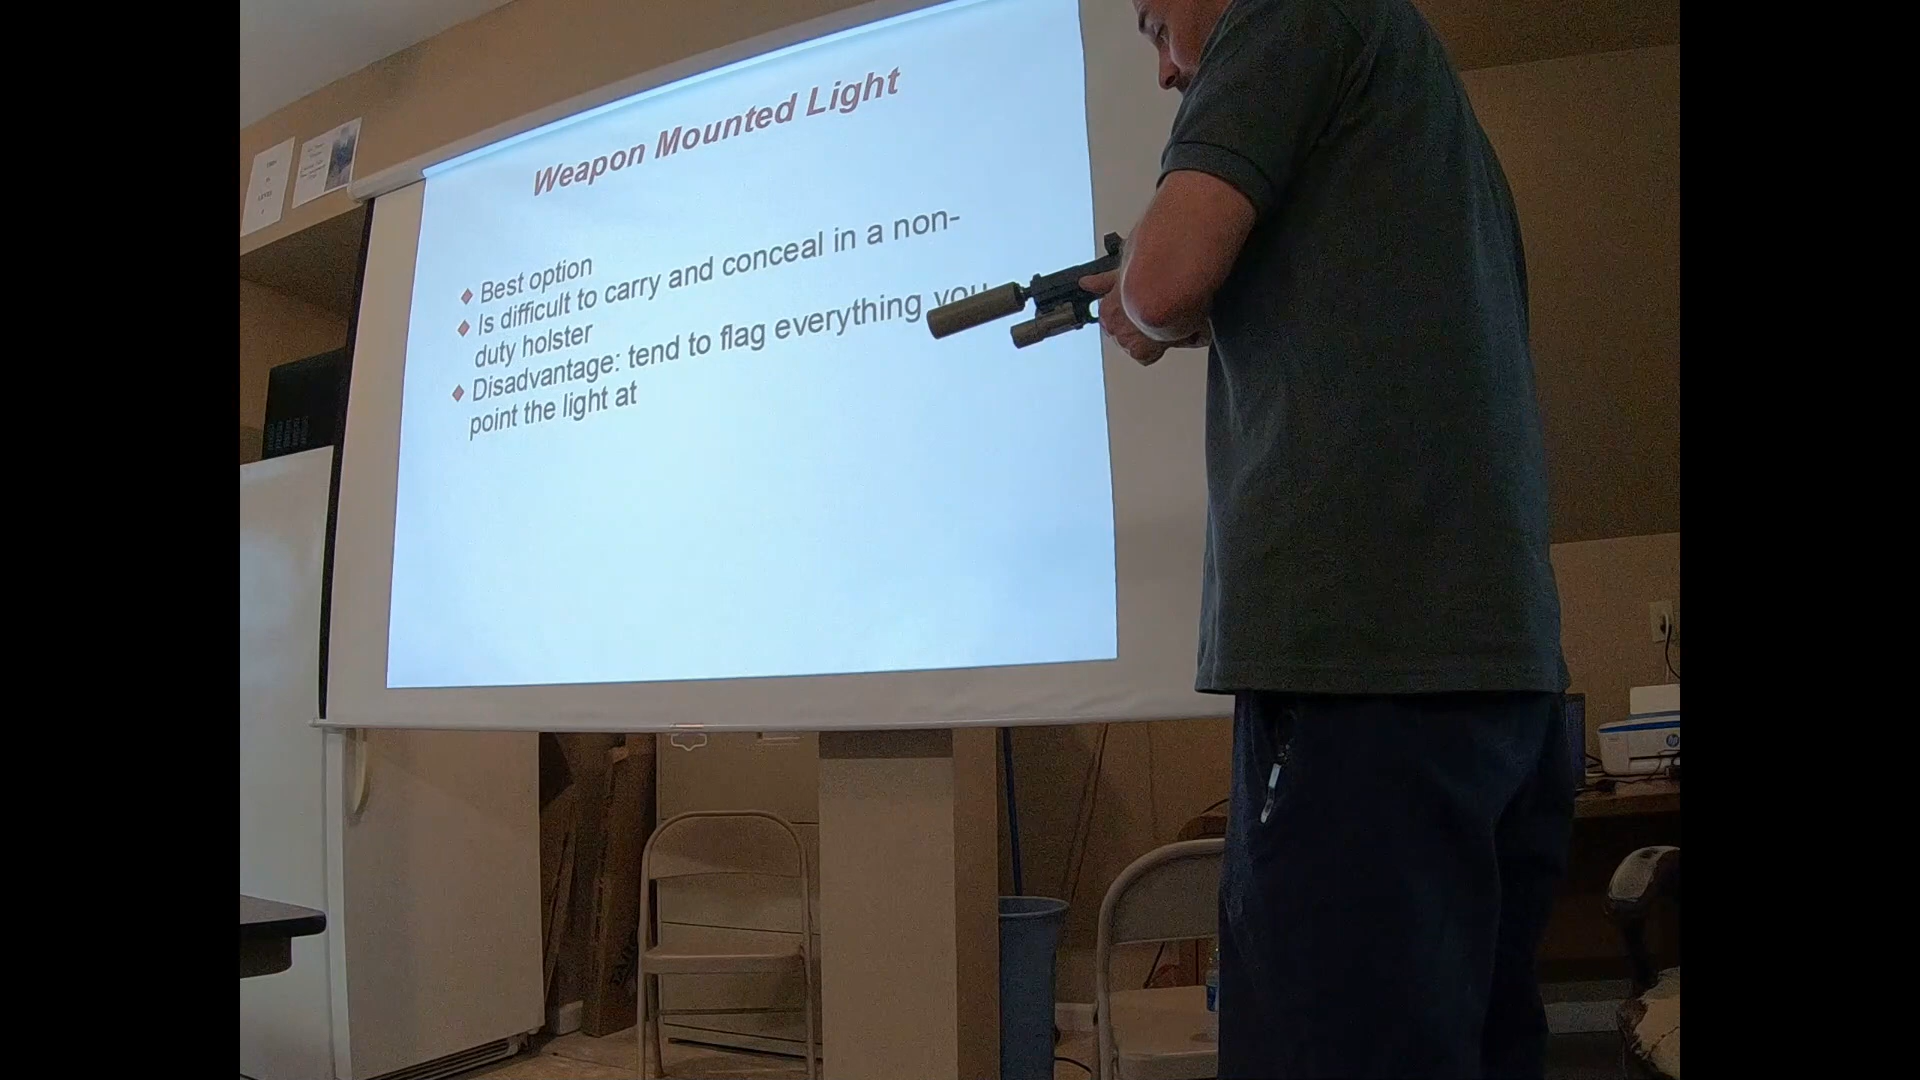 Weapon Mounted Light
Best option
Is difficult to carry and conceal in a non-
duty holster
Disadvantage: tend to flag everything you
point the light at
hp